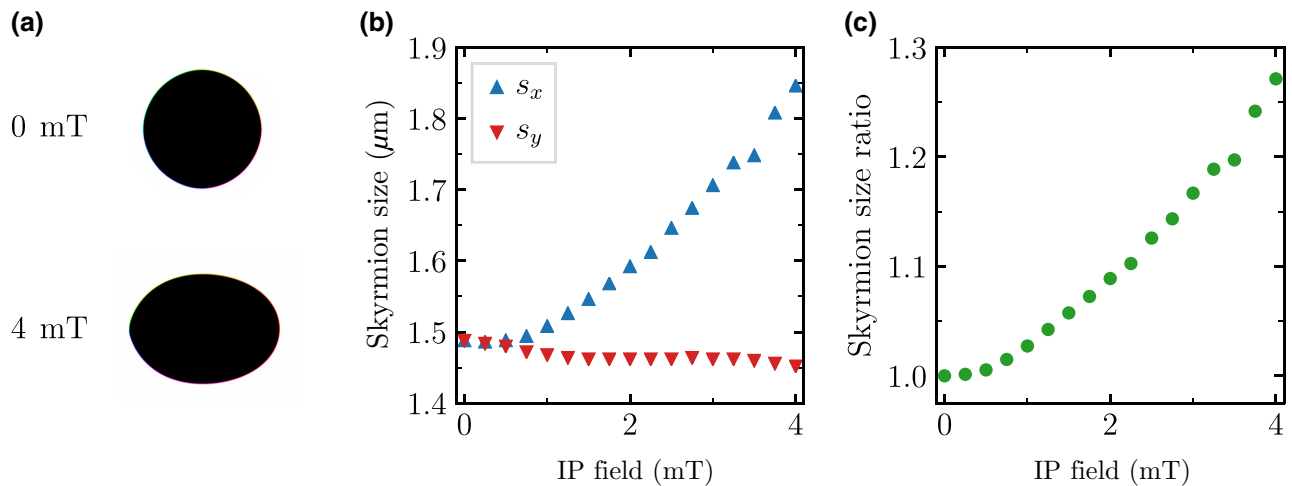 (a)
0 mT
4 mT
(b)
Skyrmion size (μm)
1.9
1.8
1.7
1.6
1.5
1.4
s_x
s_y
0 2 4
IP field (mT)
(c)
Skyrmion size ratio
1.3
1.2
1.1
1.0
0 2 4
IP field (mT)